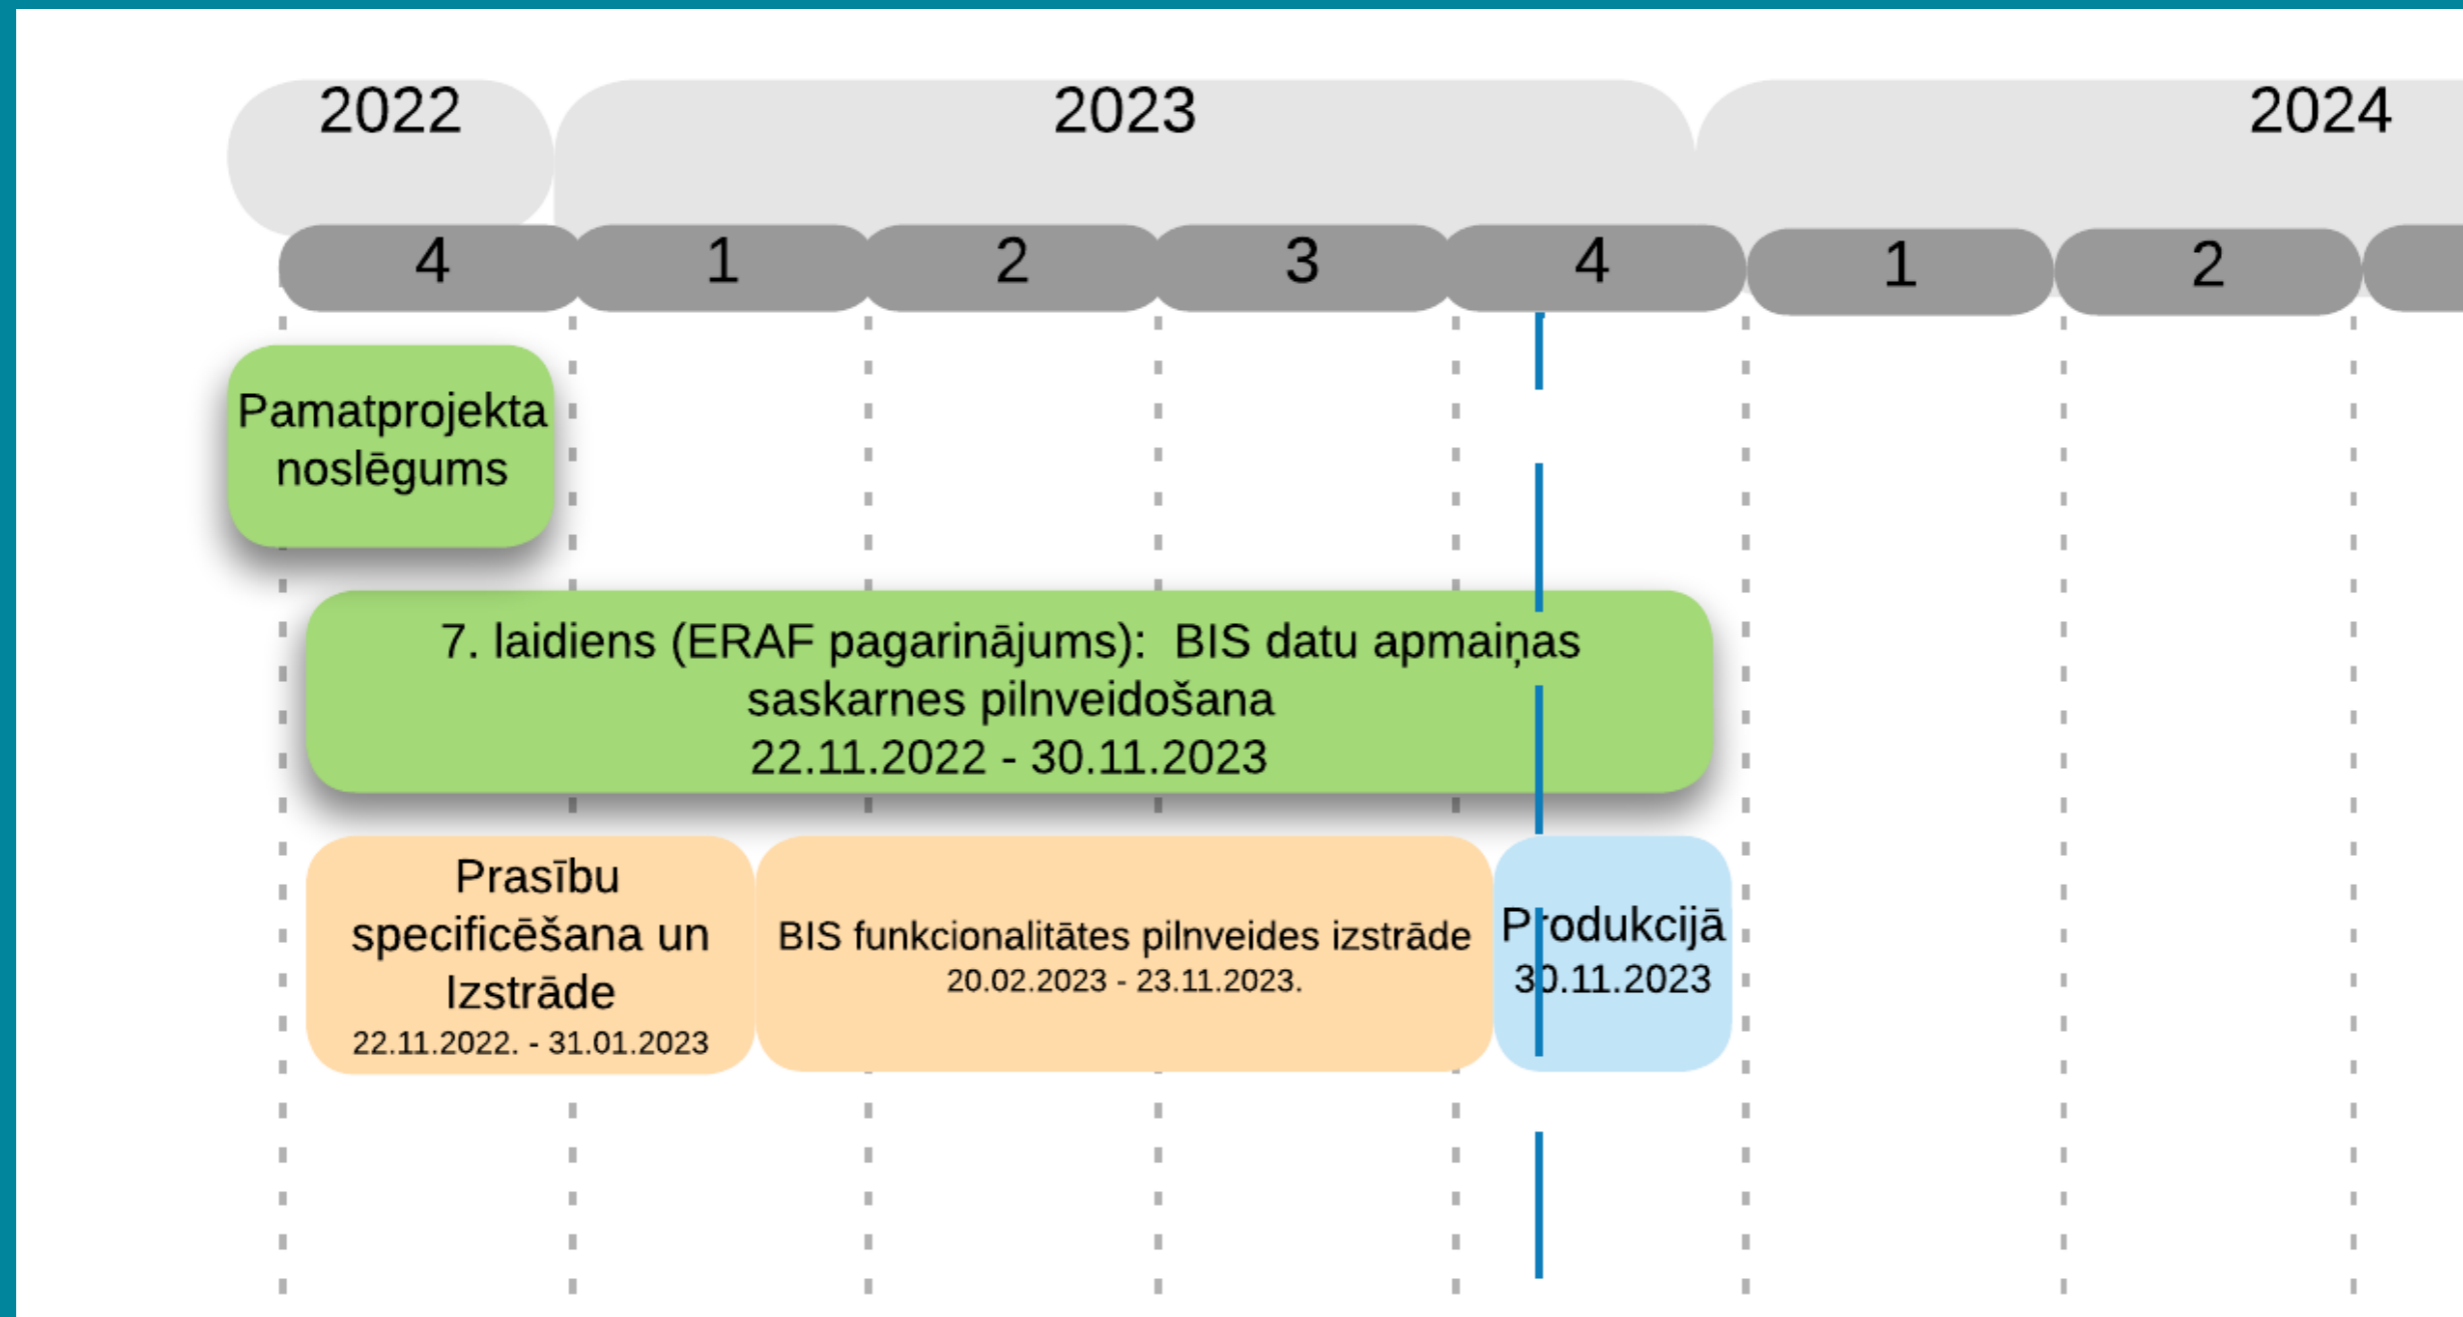 2022 2023 2024
4 1 2 3 4 1 2
Pamatprojekta
noslēgums
7. laidiens (ERAF pagarinājums):  BIS datu apmaiņas
saskarnes pilnveidošana
22.11.2022 - 30.11.2023
Prasību
specificēšana un
Izstrāde
22.11.2022. - 31.01.2023
BIS funkcionalitātes pilnveides izstrāde
20.02.2023 - 23.11.2023.
Produkcijā
30.11.2023